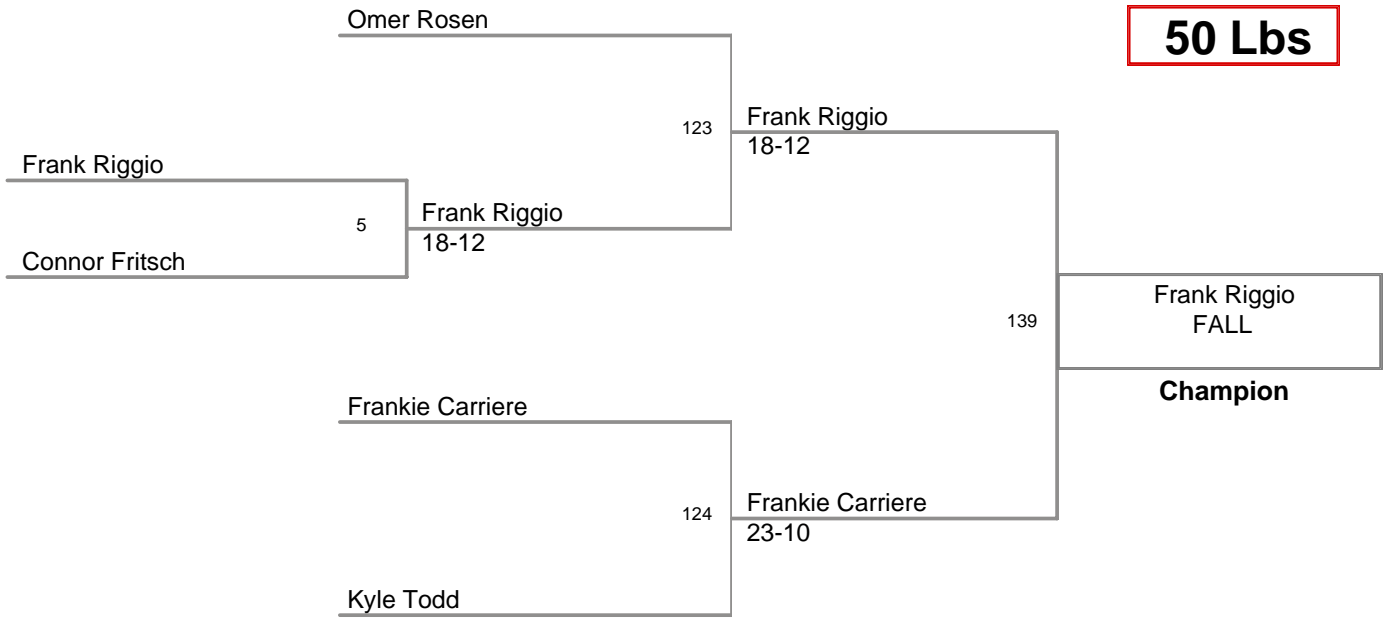 Omer Rosen
50 Lbs
123
Frank Riggio
18-12
Frank Riggio
5
Frank Riggio
18-12
Connor Fritsch
139
Frank Riggio
FALL
Champion
Frankie Carriere
124
Frankie Carriere
23-10
Kyle Todd